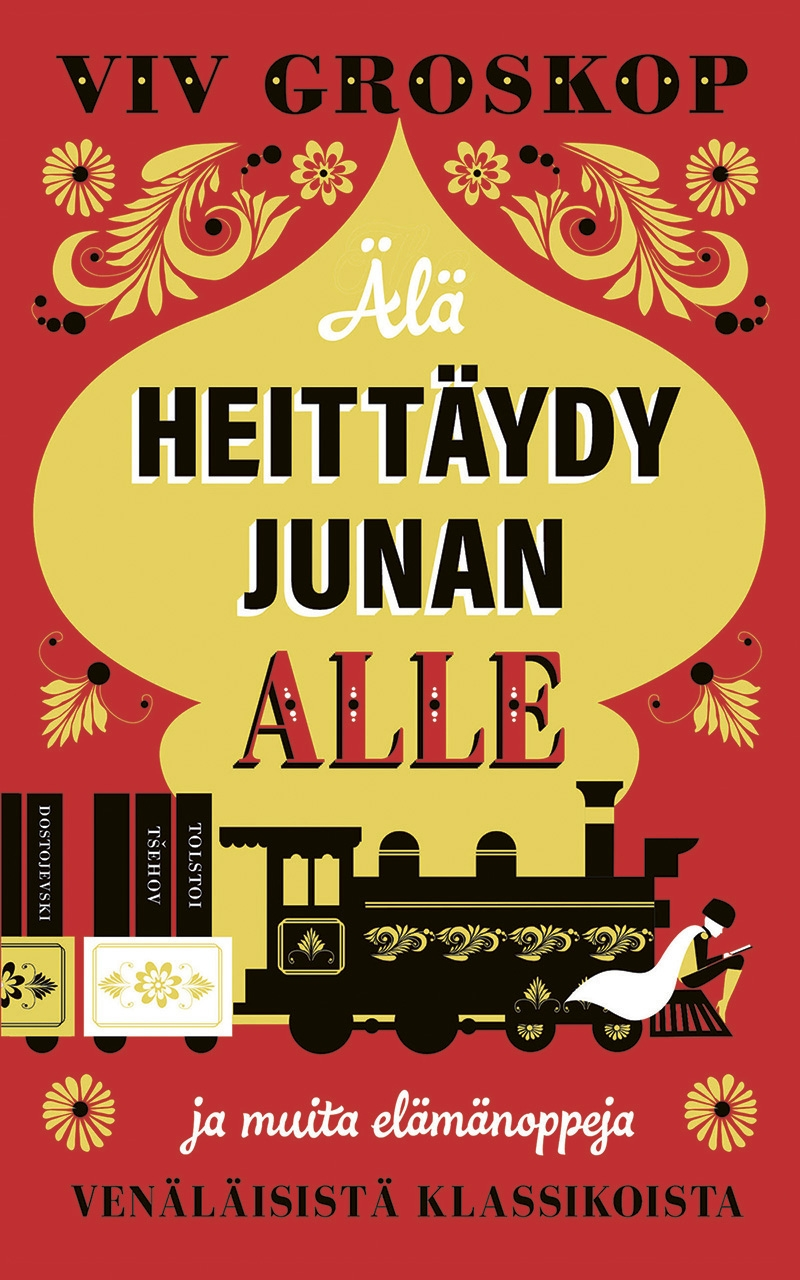 VIV GROSKOP
Älä
HEITTÄYDY
JUNAN
ALLE
DOSTOJEVSKI
TŠEHOV
TOLSTOI
ja muita elämänoppeja
VENÄLÄISISTÄ KLASSIKOISTA